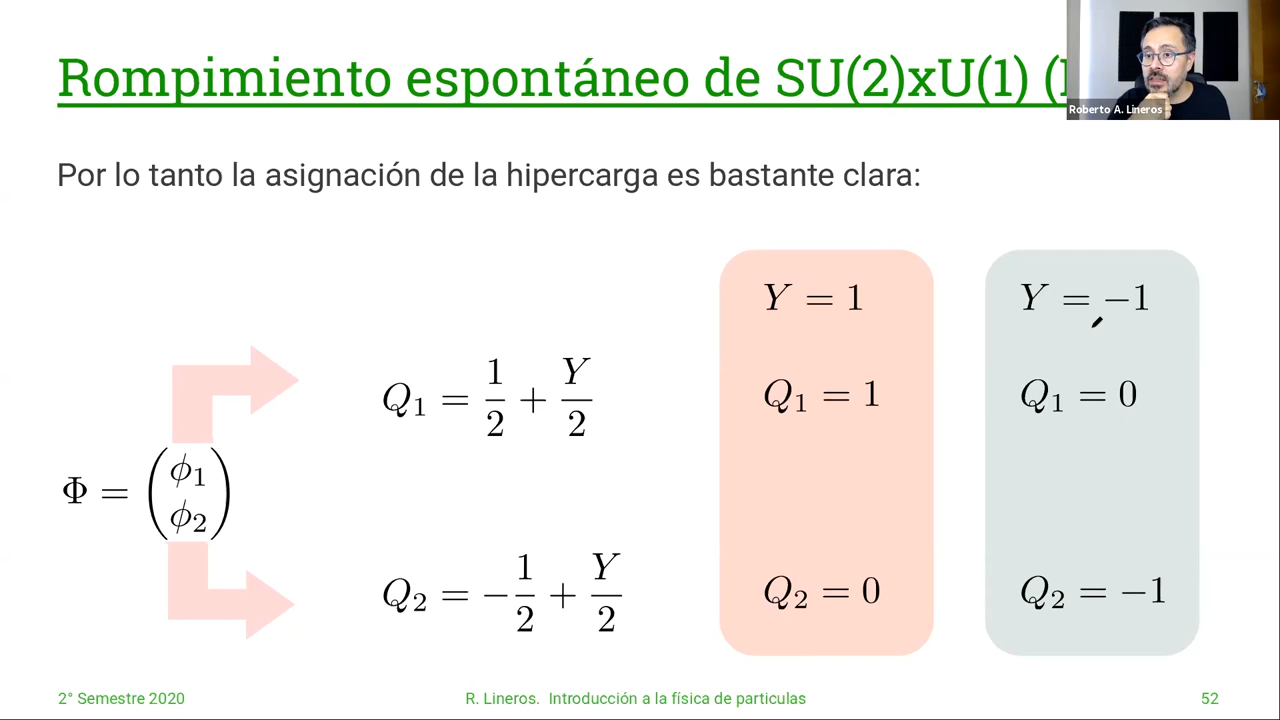 Rompimiento espontáneo de SU(2)xU(1) (
Roberto A. Lineros
Por lo tanto la asignación de la hipercarga es bastante clara:
Φ = (ϕ₁ ϕ₂)
Q₁ = 1/2 + Y/2
Q₂ = −1/2 + Y/2
Y = 1
Q₁ = 1
Q₂ = 0
Y = −1
Q₁ = 0
Q₂ = −1
2° Semestre 2020
R. Lineros. Introducción a la física de particulas
52